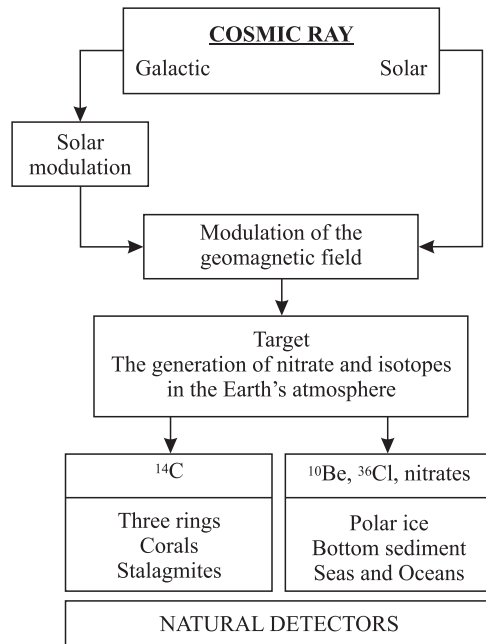 COSMIC RAY
Galactic Solar
Solar
modulation
Modulation of the
geomagnetic field
Target
The generation of nitrate and isotopes
in the Earth's atmosphere
¹⁴C
Three rings
Corals
Stalagmites
¹⁰Be, ³⁶Cl, nitrates
Polar ice
Bottom sediment
Seas and Oceans
NATURAL DETECTORS